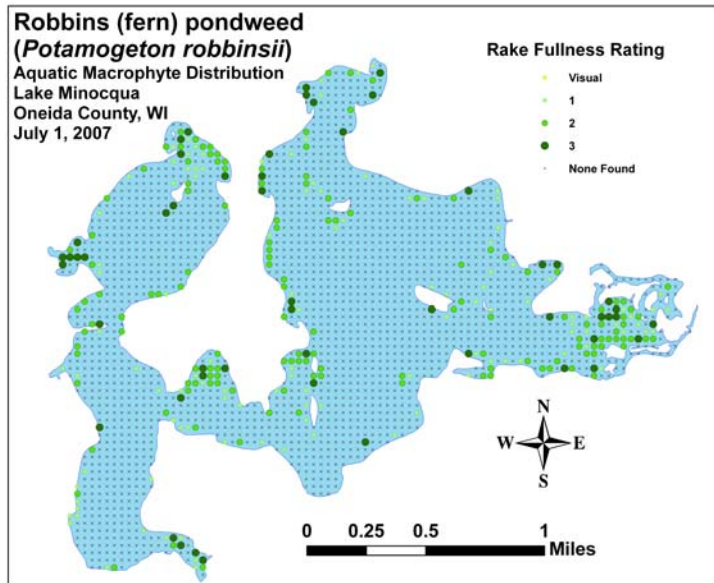 Robbins (fern) pondweed
(Potamogeton robbinsii)
Aquatic Macrophyte Distribution
Lake Minocqua
Oneida County, WI
July 1, 2007
Rake Fullness Rating
Visual
1
2
3
None Found
N
W E
S
0 0.25 0.5 1
Miles